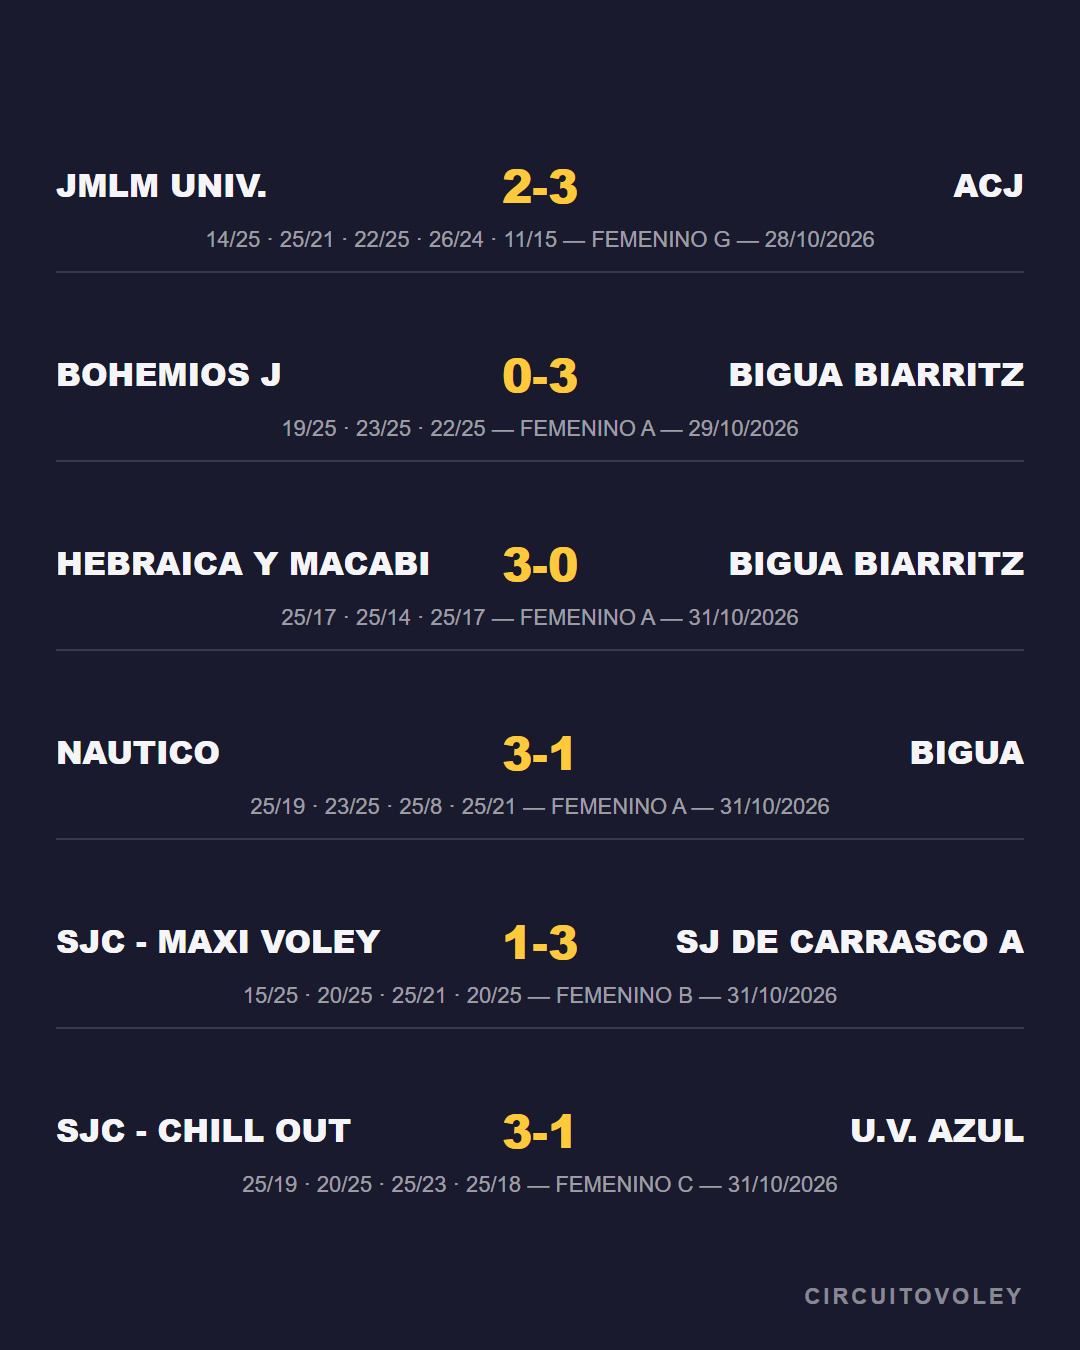 JMLM UNIV. 2-3 ACJ
14/25 · 25/21 · 22/25 · 26/24 · 11/15 — FEMENINO G — 28/10/2026
BOHEMIOS J 0-3 BIGUA BIARRITZ
19/25 · 23/25 · 22/25 — FEMENINO A — 29/10/2026
HEBRAICA Y MACABI 3-0 BIGUA BIARRITZ
25/17 · 25/14 · 25/17 — FEMENINO A — 31/10/2026
NAUTICO 3-1 BIGUA
25/19 · 23/25 · 25/8 · 25/21 — FEMENINO A — 31/10/2026
SJC - MAXI VOLEY 1-3 SJ DE CARRASCO A
15/25 · 20/25 · 25/21 · 20/25 — FEMENINO B — 31/10/2026
SJC - CHILL OUT 3-1 U.V. AZUL
25/19 · 20/25 · 25/23 · 25/18 — FEMENINO C — 31/10/2026
CIRCUITOVOLEY